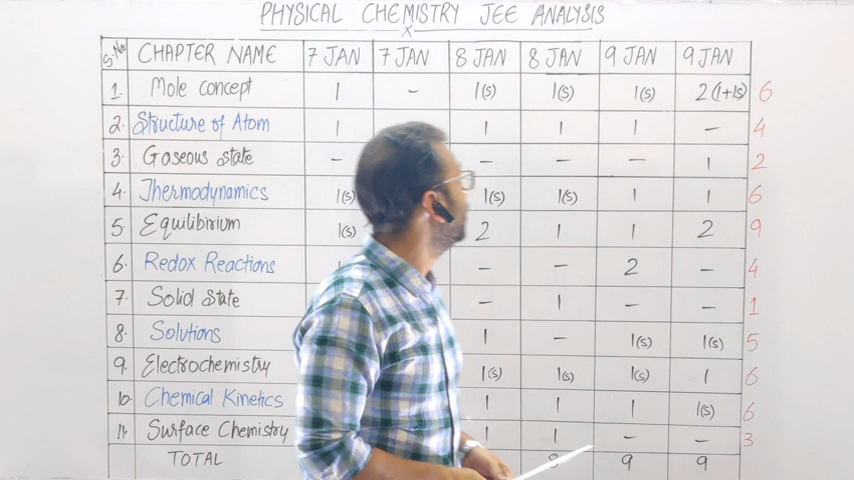 PHYSICAL CHEMISTRY JEE ANALYSIS
x
S.No CHAPTER NAME 7 JAN 7 JAN 8 JAN 8 JAN 9 JAN 9 JAN
1. Mole concept 1 - 1(s) 1(s) 1(s) 2(1+1s) 6
2. Structure of Atom 1 1 1 1 - 4
3. Gaseous state - - - - 1 2
4. Thermodynamics 1(s) 1(s) 1(s) 1 1 6
5. Equilibirium 1(s) 2 1 1 2 9
6. Redox Reactions - - 2 - 4
7. Solid state - 1 - - 1
8. Solutions 1 - 1(s) 1(s) 5
9. Electrochemistry 1(s) 1(s) 1(s) 1 6
10. Chemical Kinetics 1 1 1 1(s) 6
11. Surface Chemistry 1 1 - - 3
TOTAL 9 9